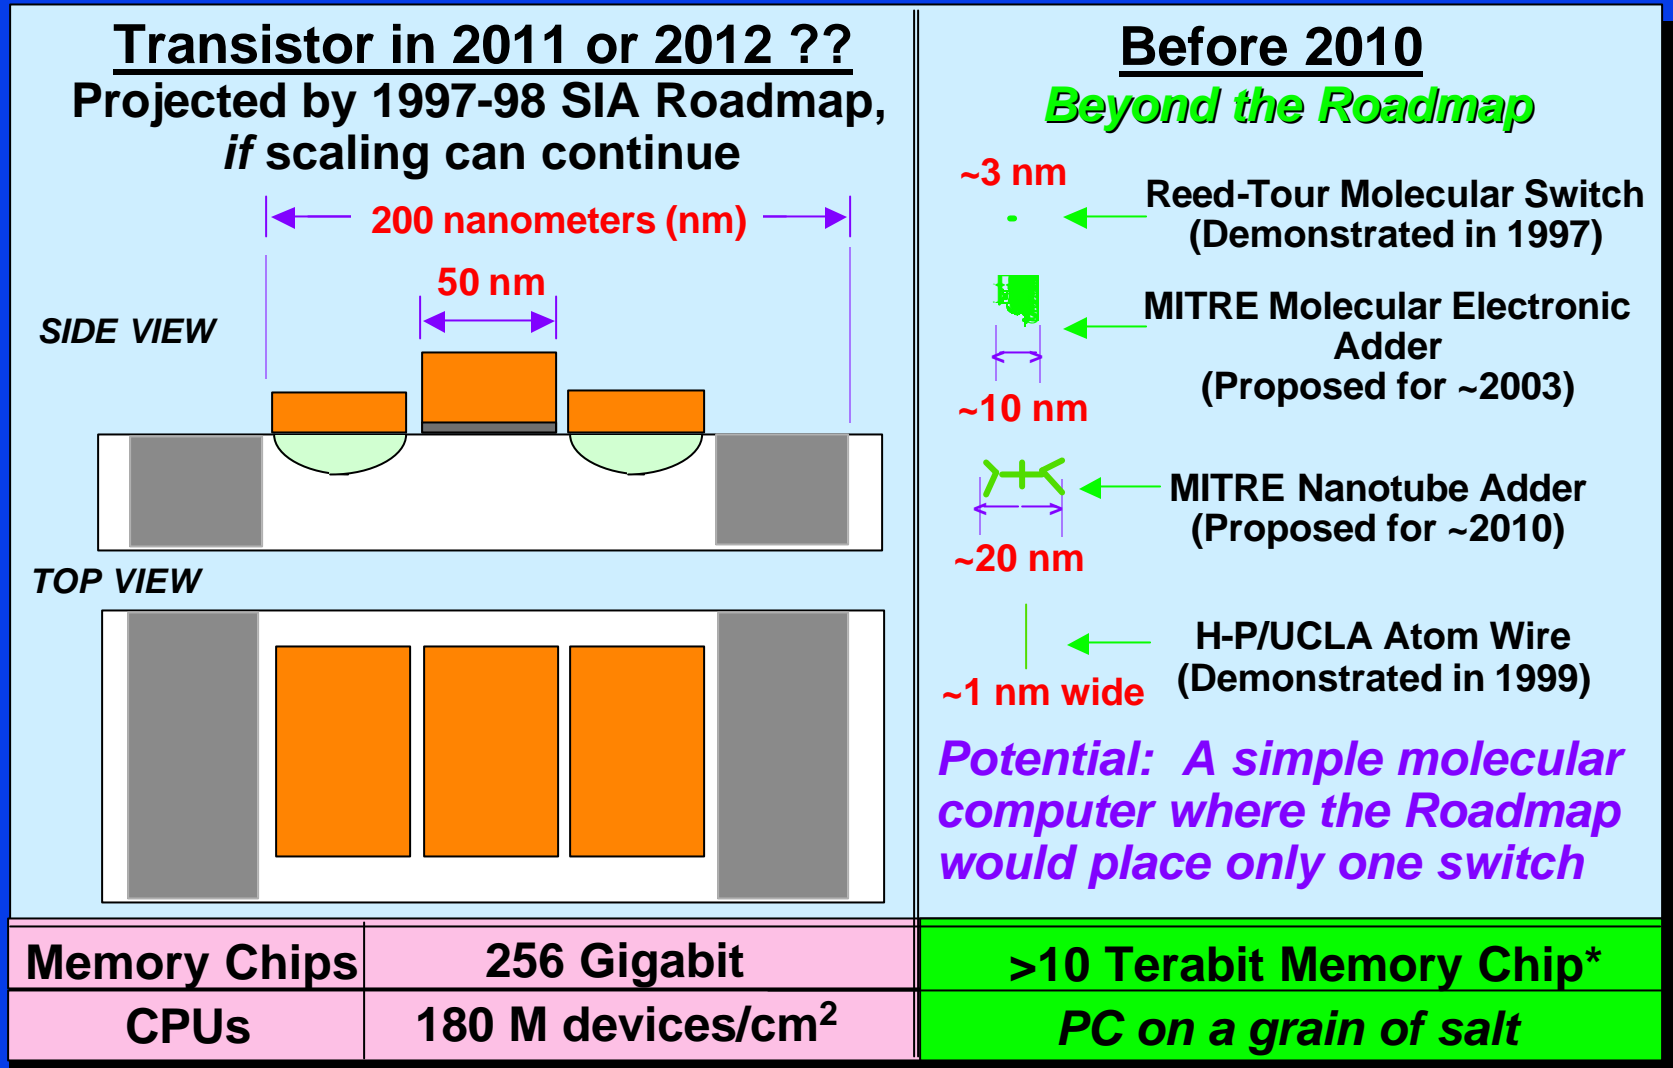 Transistor in 2011 or 2012 ??
Projected by 1997-98 SIA Roadmap,
if scaling can continue
200 nanometers (nm)
50 nm
SIDE VIEW
TOP VIEW
Before 2010
Beyond the Roadmap
~3 nm
Reed-Tour Molecular Switch
(Demonstrated in 1997)
MITRE Molecular Electronic
Adder
(Proposed for ~2003)
~10 nm
MITRE Nanotube Adder
(Proposed for ~2010)
~20 nm
H-P/UCLA Atom Wire
(Demonstrated in 1999)
~1 nm wide
Potential:  A simple molecular
computer where the Roadmap
would place only one switch
Memory Chips
256 Gigabit
>10 Terabit Memory Chip*
CPUs
180 M devices/cm²
PC on a grain of salt